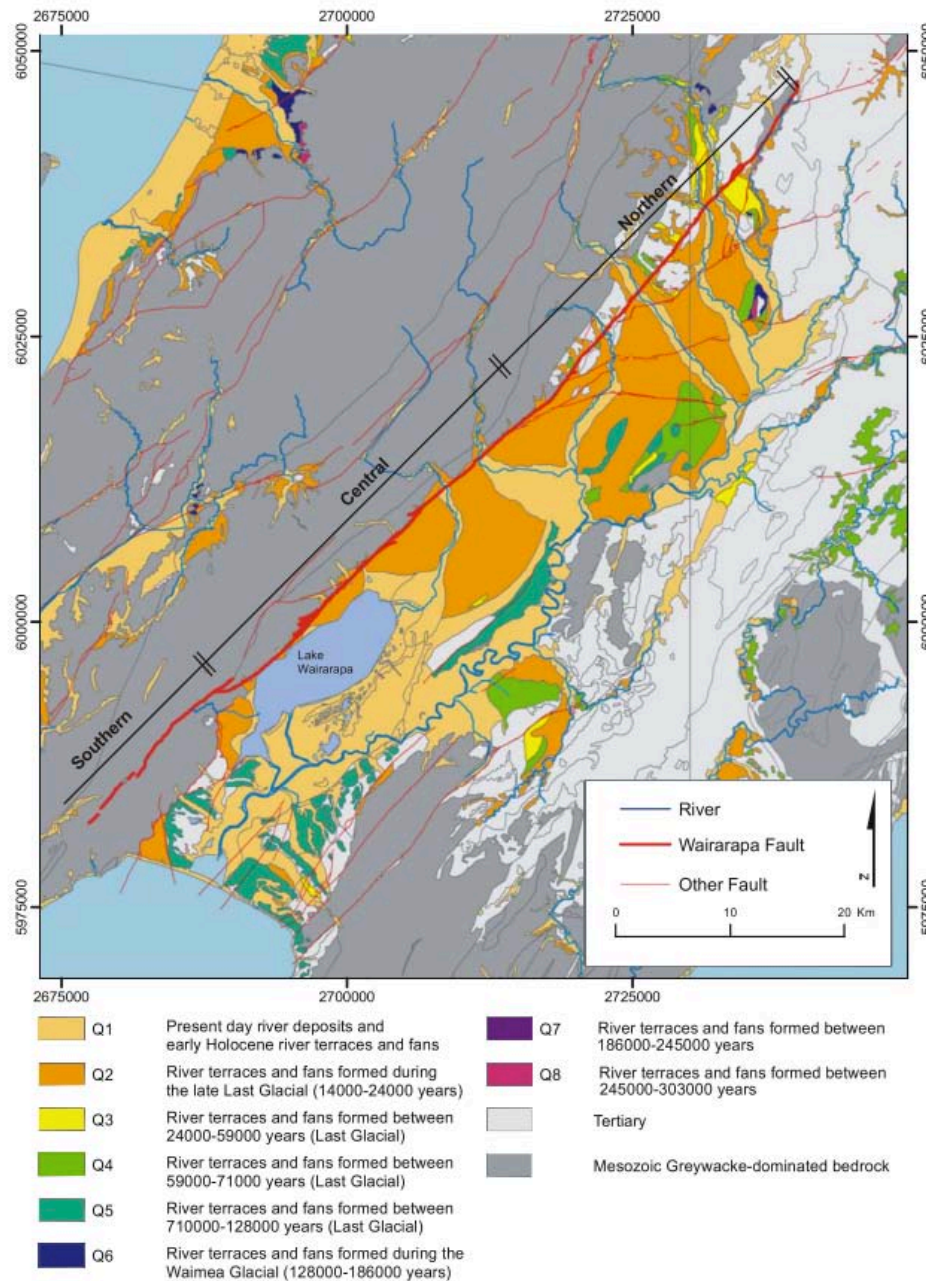 2675000
2700000
2725000
6050000
6050000
6025000
6025000
6000000
6000000
5975000
5975000
Northern
Central
Southern
Lake
Wairarapa
River
Wairarapa Fault
Other Fault
N
0 10 20 Km
2675000
2700000
2725000
Q1 Present day river deposits and
early Holocene river terraces and fans
Q2 River terraces and fans formed during
the late Last Glacial (14000-24000 years)
Q3 River terraces and fans formed between
24000-59000 years (Last Glacial)
Q4 River terraces and fans formed between
59000-71000 years (Last Glacial)
Q5 River terraces and fans formed between
710000-128000 years (Last Glacial)
Q6 River terraces and fans formed during the
Waimea Glacial (128000-186000 years)
Q7 River terraces and fans formed between
186000-245000 years
Q8 River terraces and fans formed between
245000-303000 years
Tertiary
Mesozoic Greywacke-dominated bedrock